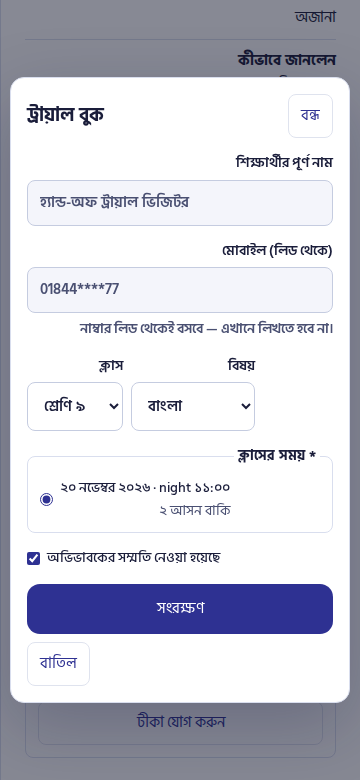 অজানা
কীভাবে জানলেন
ট্রায়াল বুক
বন্ধ
শিক্ষার্থীর পূর্ণ নাম
হ্যান্ড-অফ ট্রায়াল ভিজিটর
মোবাইল (লিড থেকে)
01844****77
নাম্বার লিড থেকেই বসবে — এখানে লিখতে হবে না।
ক্লাস
বিষয়
শ্রেণি ৯
বাংলা
ক্লাসের সময় *
২০ নভেম্বর ২০২৬ · night ১১:০০
২ আসন বাকি
অভিভাবকের সম্মতি নেওয়া হয়েছে
সংরক্ষণ
বাতিল
টীকা যোগ করুন